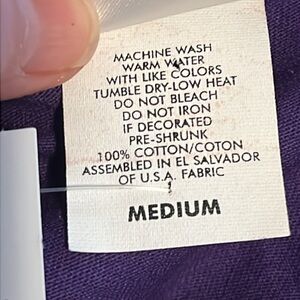 MACHINE WASH
WARM WATER
WITH LIKE COLORS
TUMBLE DRY-LOW HEAT
DO NOT BLEACH
DO NOT IRON
IF DECORATED
PRE-SHRUNK
100% COTTON/COTON
ASSEMBLED IN EL SALVADOR
OF U.S.A. FABRIC
MEDIUM